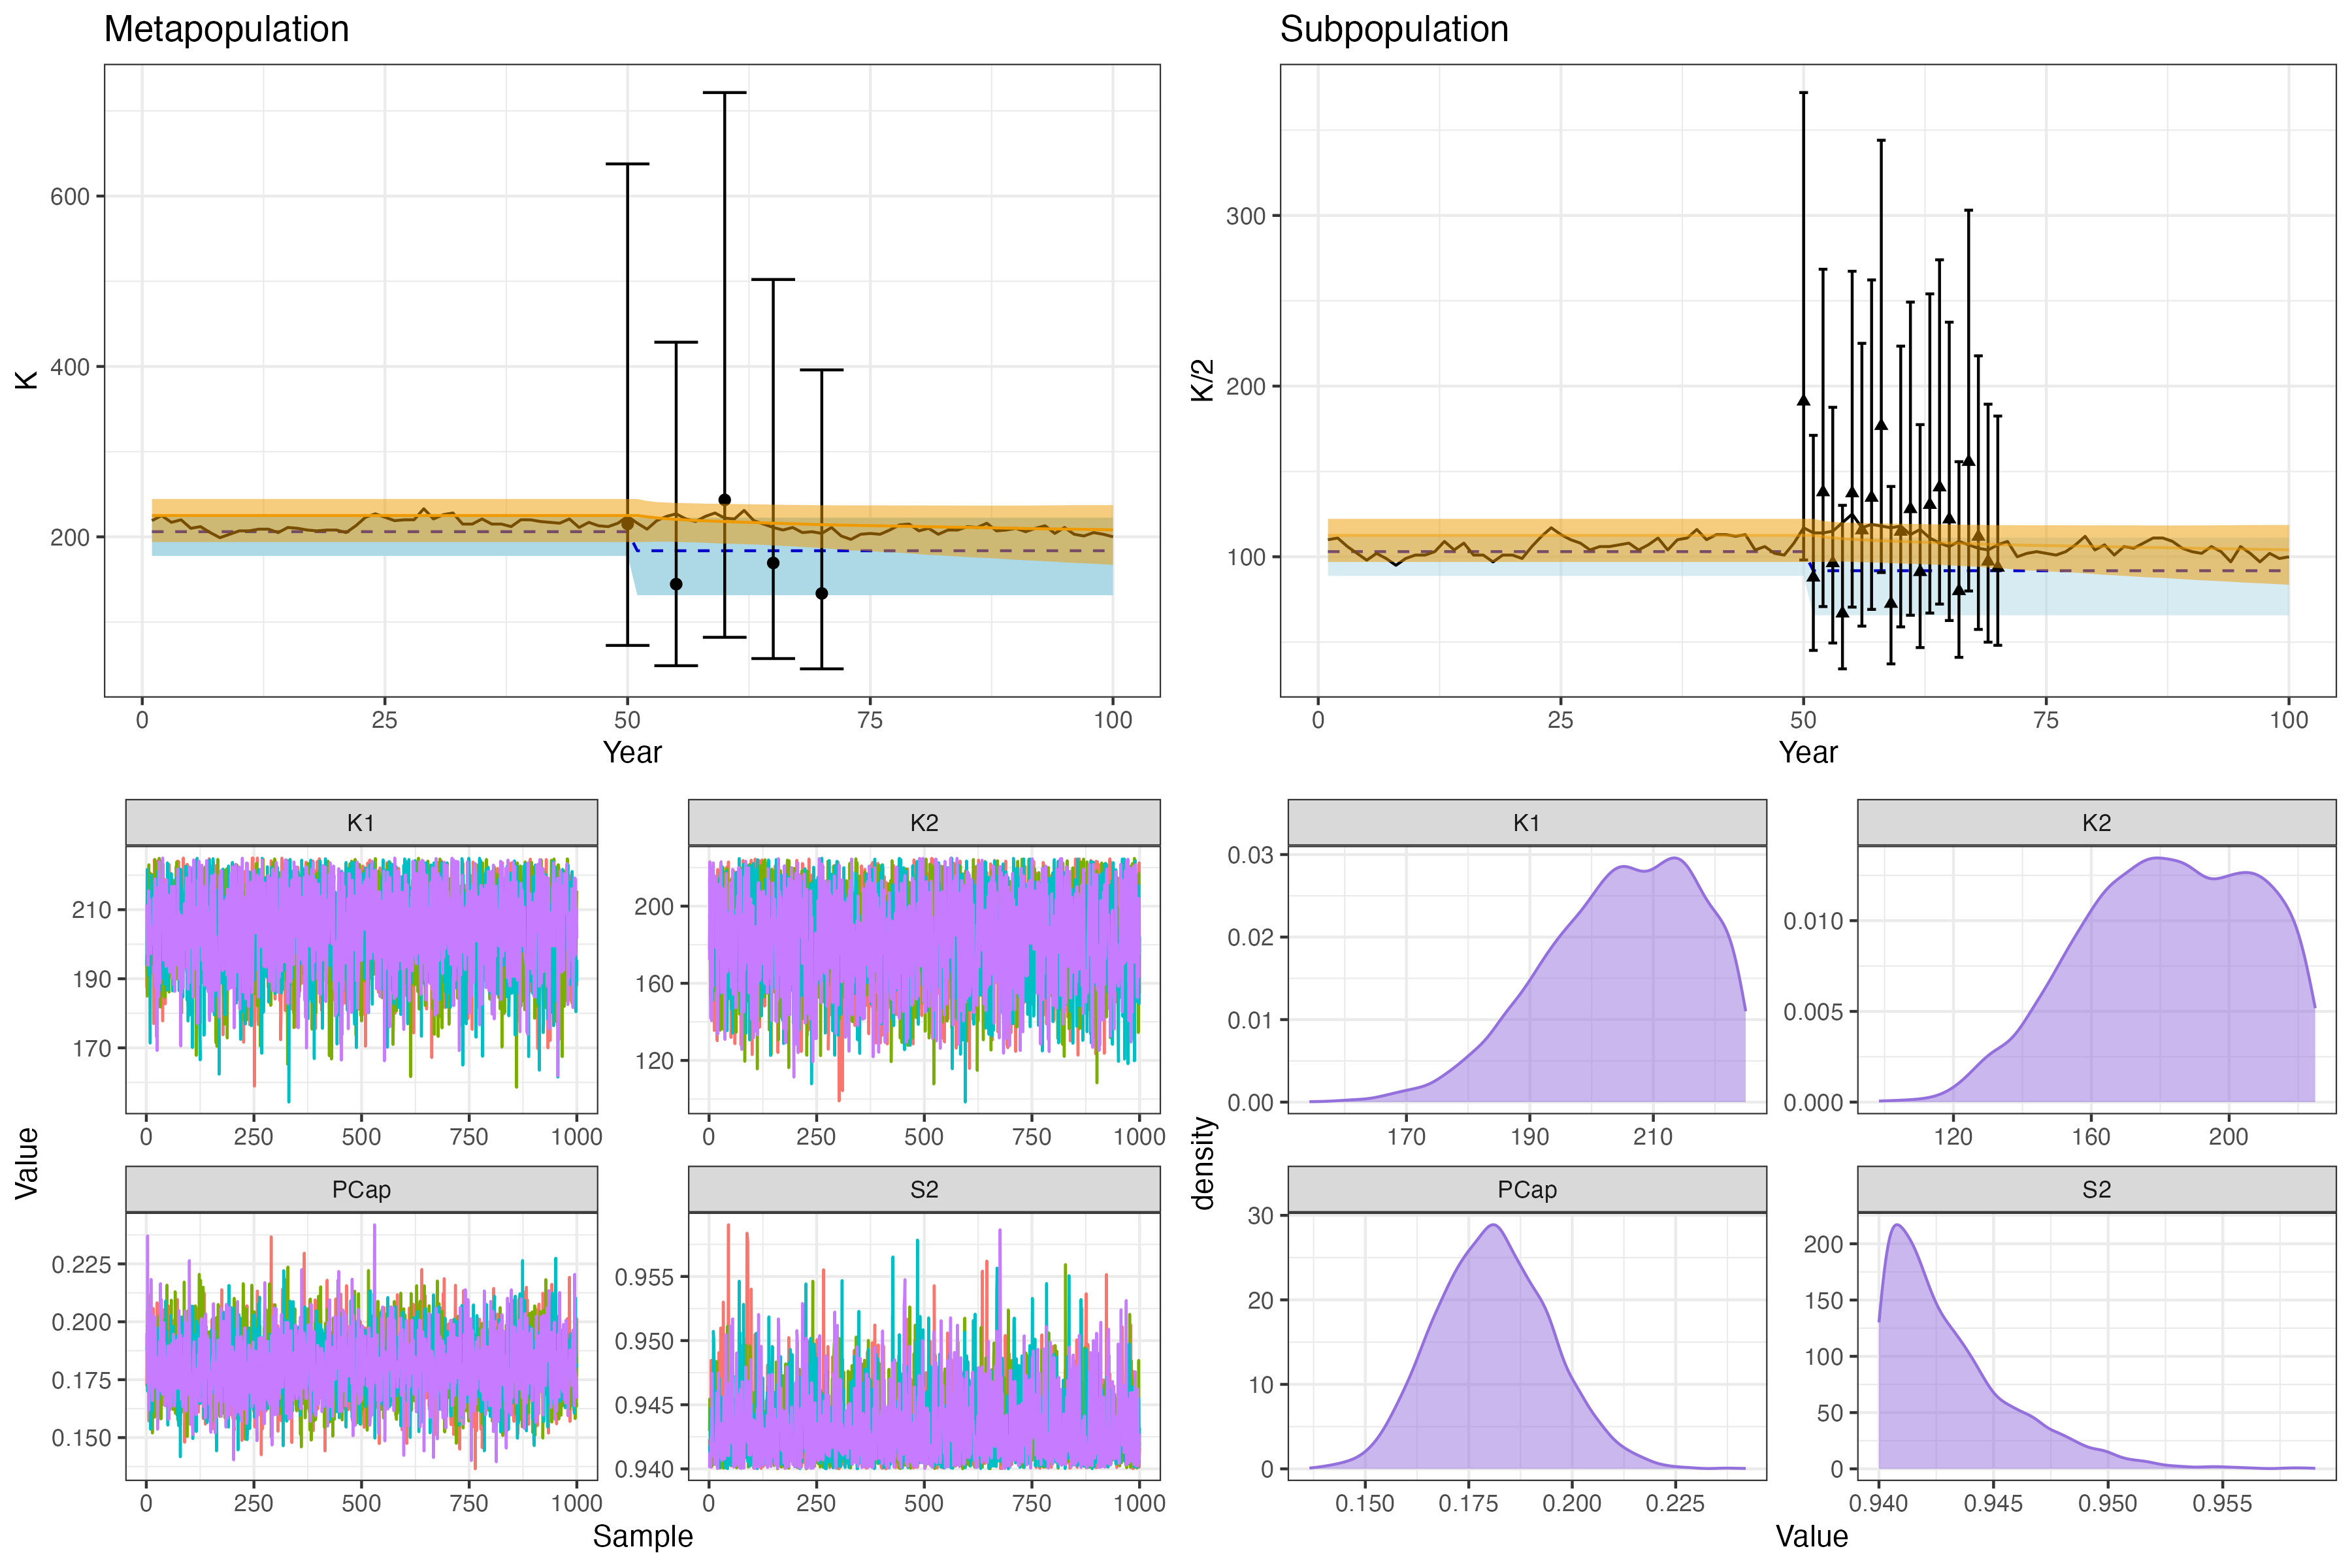 Metapopulation
Subpopulation
K
600
400
200
0 25 50 75 100
Year
K/2
300
200
100
0 25 50 75 100
Year
Value
K1
210
190
170
0 250 500 750 1000
K2
200
160
120
0 250 500 750 1000
PCap
0.225
0.200
0.175
0.150
0 250 500 750 1000
S2
0.955
0.950
0.945
0.940
0 250 500 750 1000
Sample
density
K1
0.03
0.02
0.01
0.00
170 190 210
K2
0.010
0.005
0.000
120 160 200
PCap
30
20
10
0
0.150 0.175 0.200 0.225
S2
200
150
100
50
0
0.940 0.945 0.950 0.955
Value